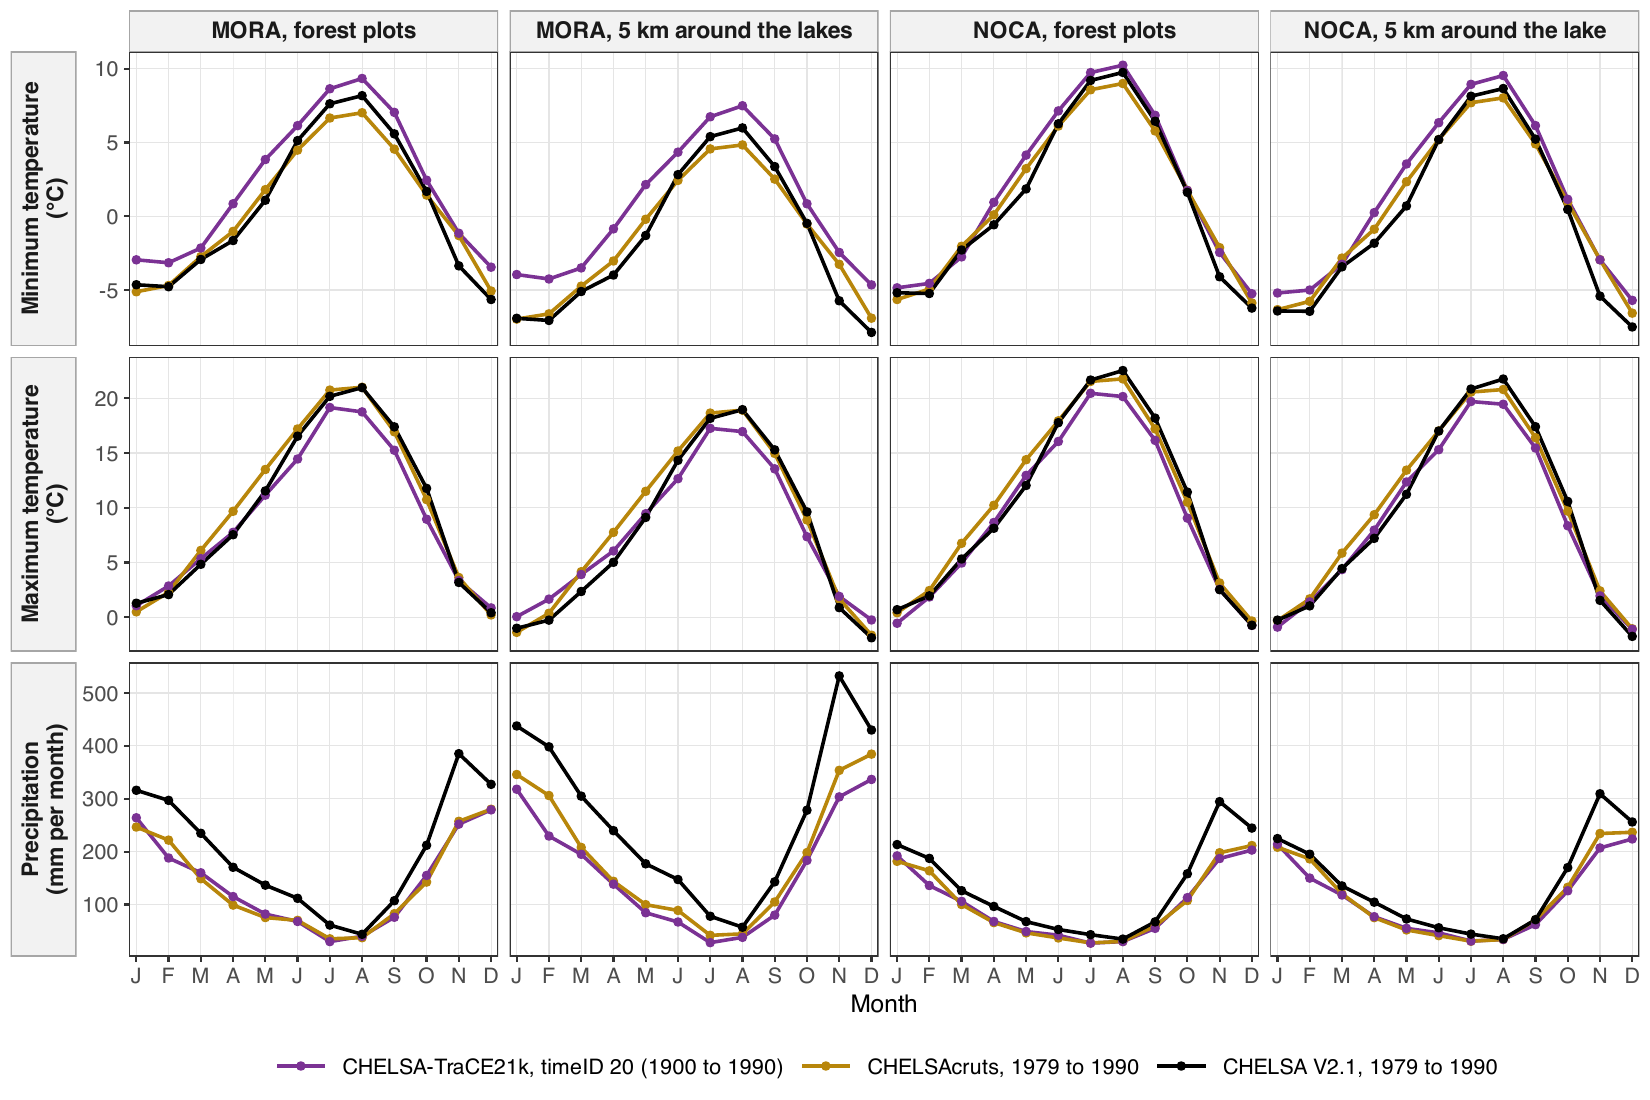 MORA, forest plots
MORA, 5 km around the lakes
NOCA, forest plots
NOCA, 5 km around the lake
Minimum temperature
(°C)
10
5
0
-5
Maximum temperature
(°C)
20
15
10
5
0
Precipitation
(mm per month)
500
400
300
200
100
J F M A M J J A S O N D
J F M A M J J A S O N D
J F M A M J J A S O N D
J F M A M J J A S O N D
Month
CHELSA-TraCE21k, timeID 20 (1900 to 1990)
CHELSAcruts, 1979 to 1990
CHELSA V2.1, 1979 to 1990